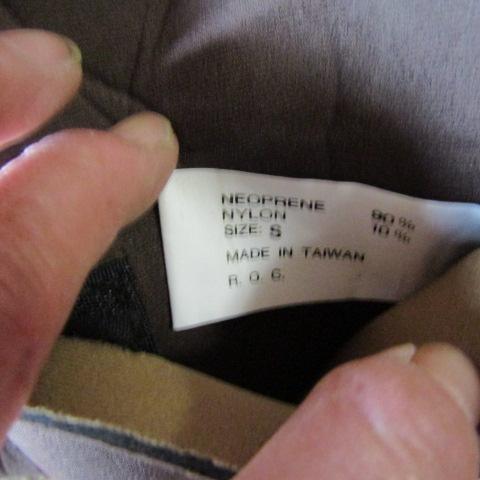 NEOPRENE 90%
NYLON 10%
SIZE: S
MADE IN TAIWAN
R. O. C.